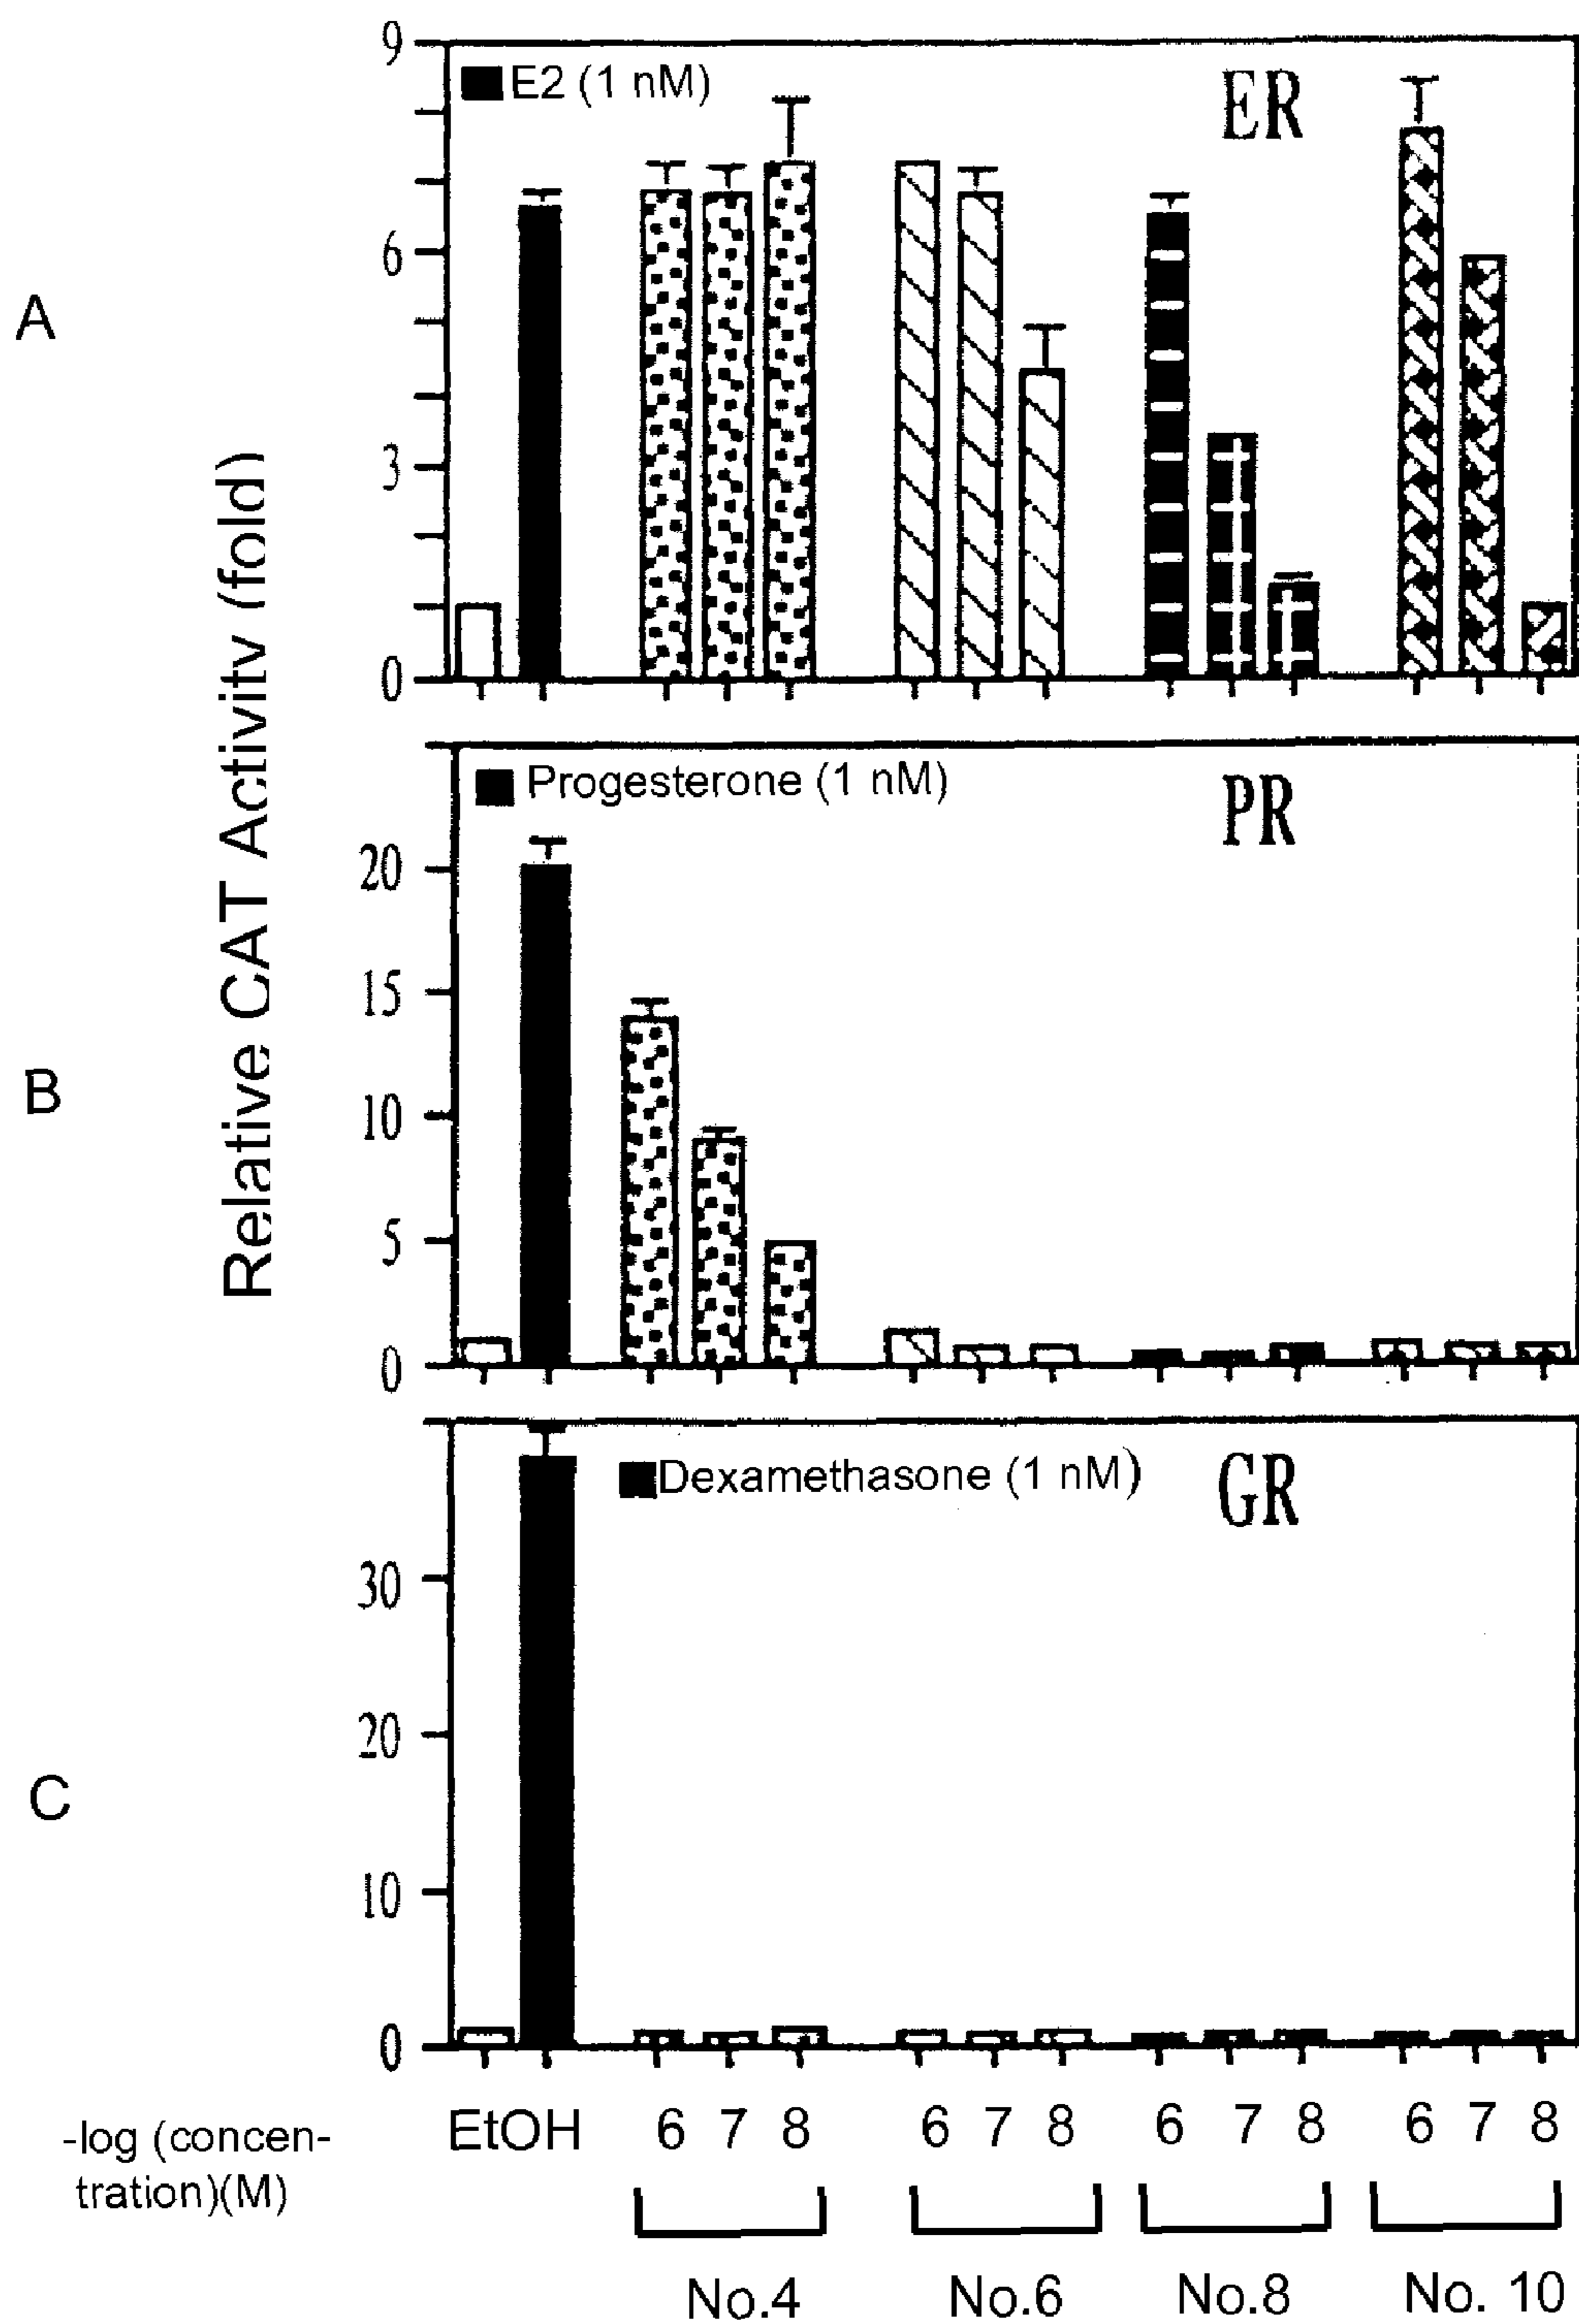 9
E2 (1 nM)
ER
6
A
3
0
Relative CAT Activity (fold)
Progesterone (1 nM)
PR
20
15
B
10
5
0
Dexamethasone (1 nM)
GR
30
20
C
10
0
-log (concen-
tration)(M)
EtOH 6 7 8 6 7 8 6 7 8 6 7 8
No.4 No.6 No.8 No. 10